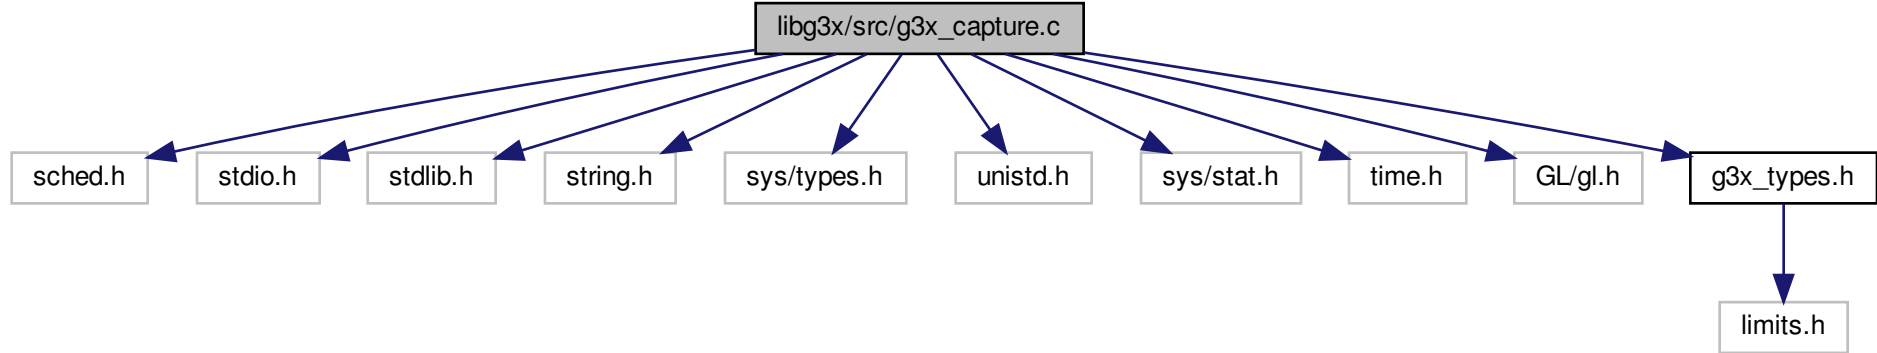 libg3x/src/g3x_capture.c
sched.h
stdio.h
stdlib.h
string.h
sys/types.h
unistd.h
sys/stat.h
time.h
GL/gl.h
g3x_types.h
limits.h